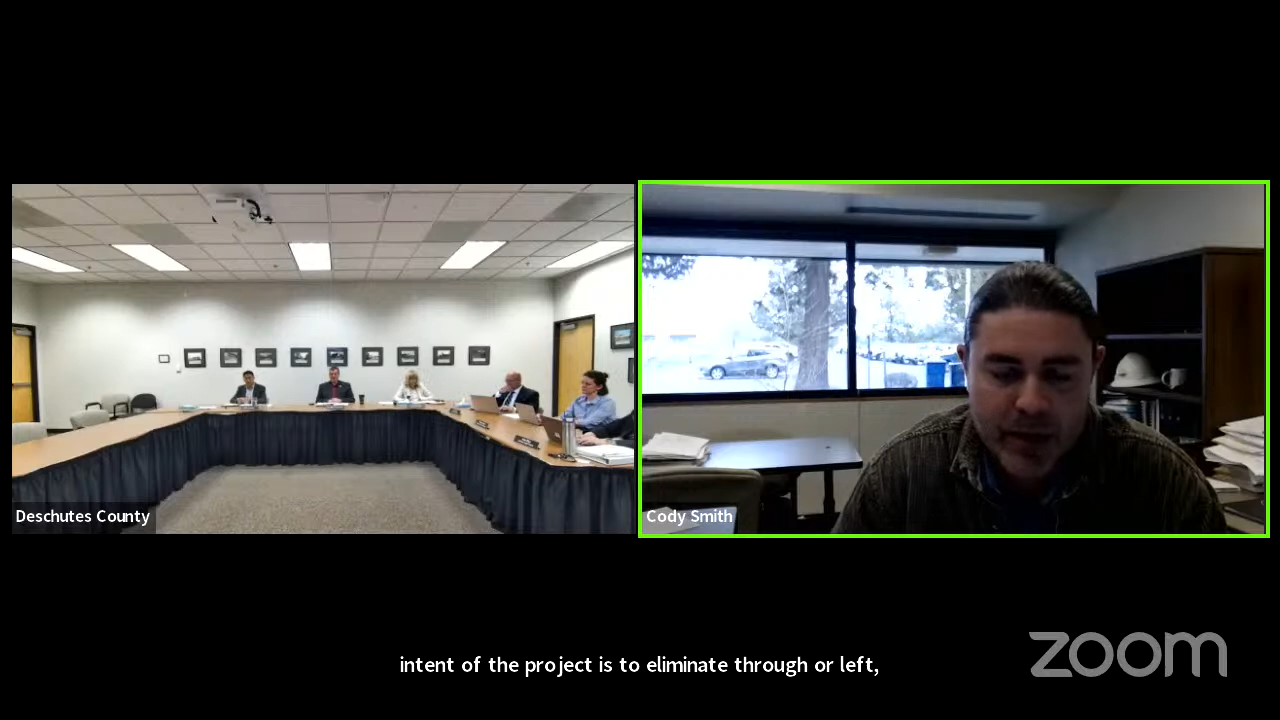 Deschutes County
Cody Smith
intent of the project is to eliminate through or left,
zoom